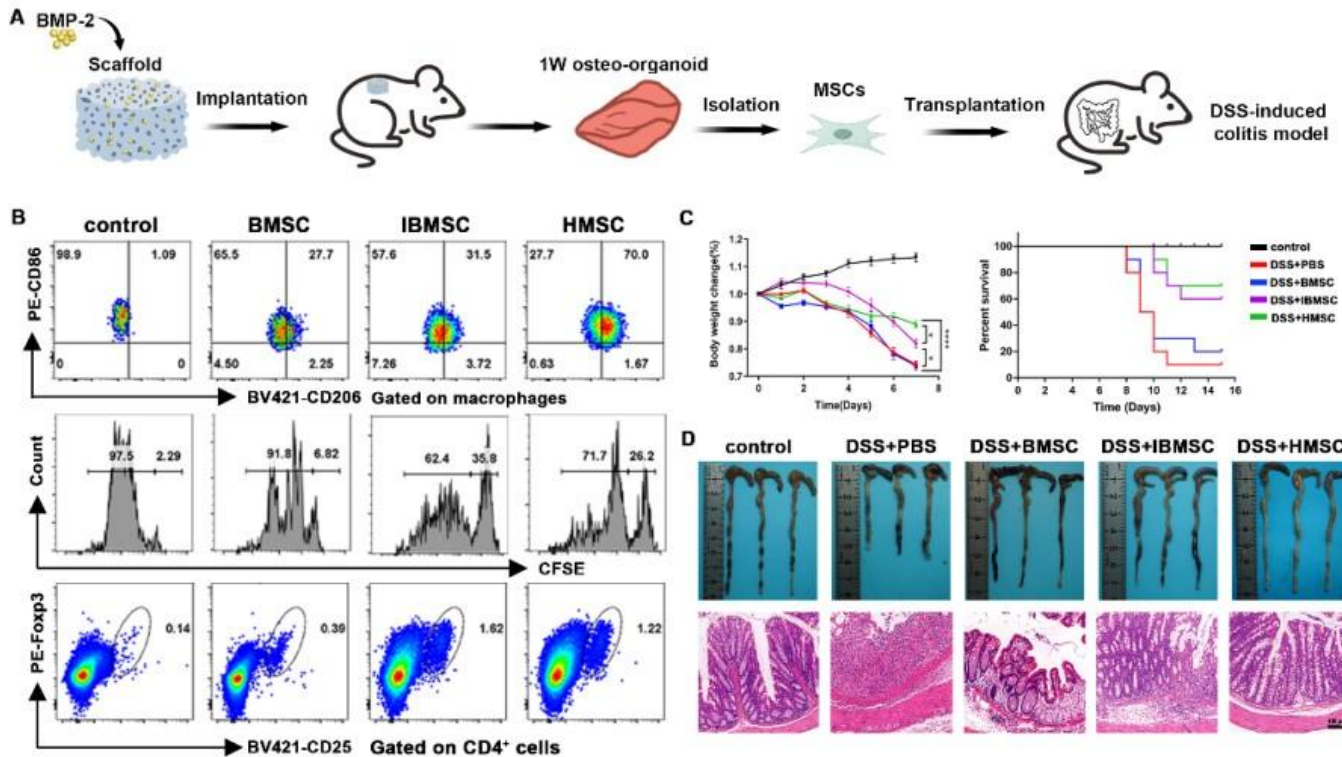 A
BMP-2
Scaffold
Implantation
1W osteo-organoid
Isolation
MSCs
Transplantation
DSS-induced
colitis model
B
control BMSC IBMSC HMSC
PE-CD86
98.9 1.09 65.5 27.7 57.6 31.5 27.7 70.0
0 0 4.50 2.25 7.26 3.72 0.63 1.67
BV421-CD206 Gated on macrophages
Count
97.5 2.29 91.8 6.82 62.4 35.8 71.7 26.2
CFSE
PE-Foxp3
0.14 0.39 1.62 1.22
BV421-CD25 Gated on CD4+ cells
C
Body weight change(%)
1.2
1.1
1.0
0.9
0.8
0.7
0 2 4 6 8
Time(Days)
* * ****
Percent survival
100
80
60
40
20
0
0 2 4 6 8 10 12 14 16
Time (Days)
control
DSS+PBS
DSS+BMSC
DSS+IBMSC
DSS+HMSC
D
control DSS+PBS DSS+BMSC DSS+IBMSC DSS+HMSC